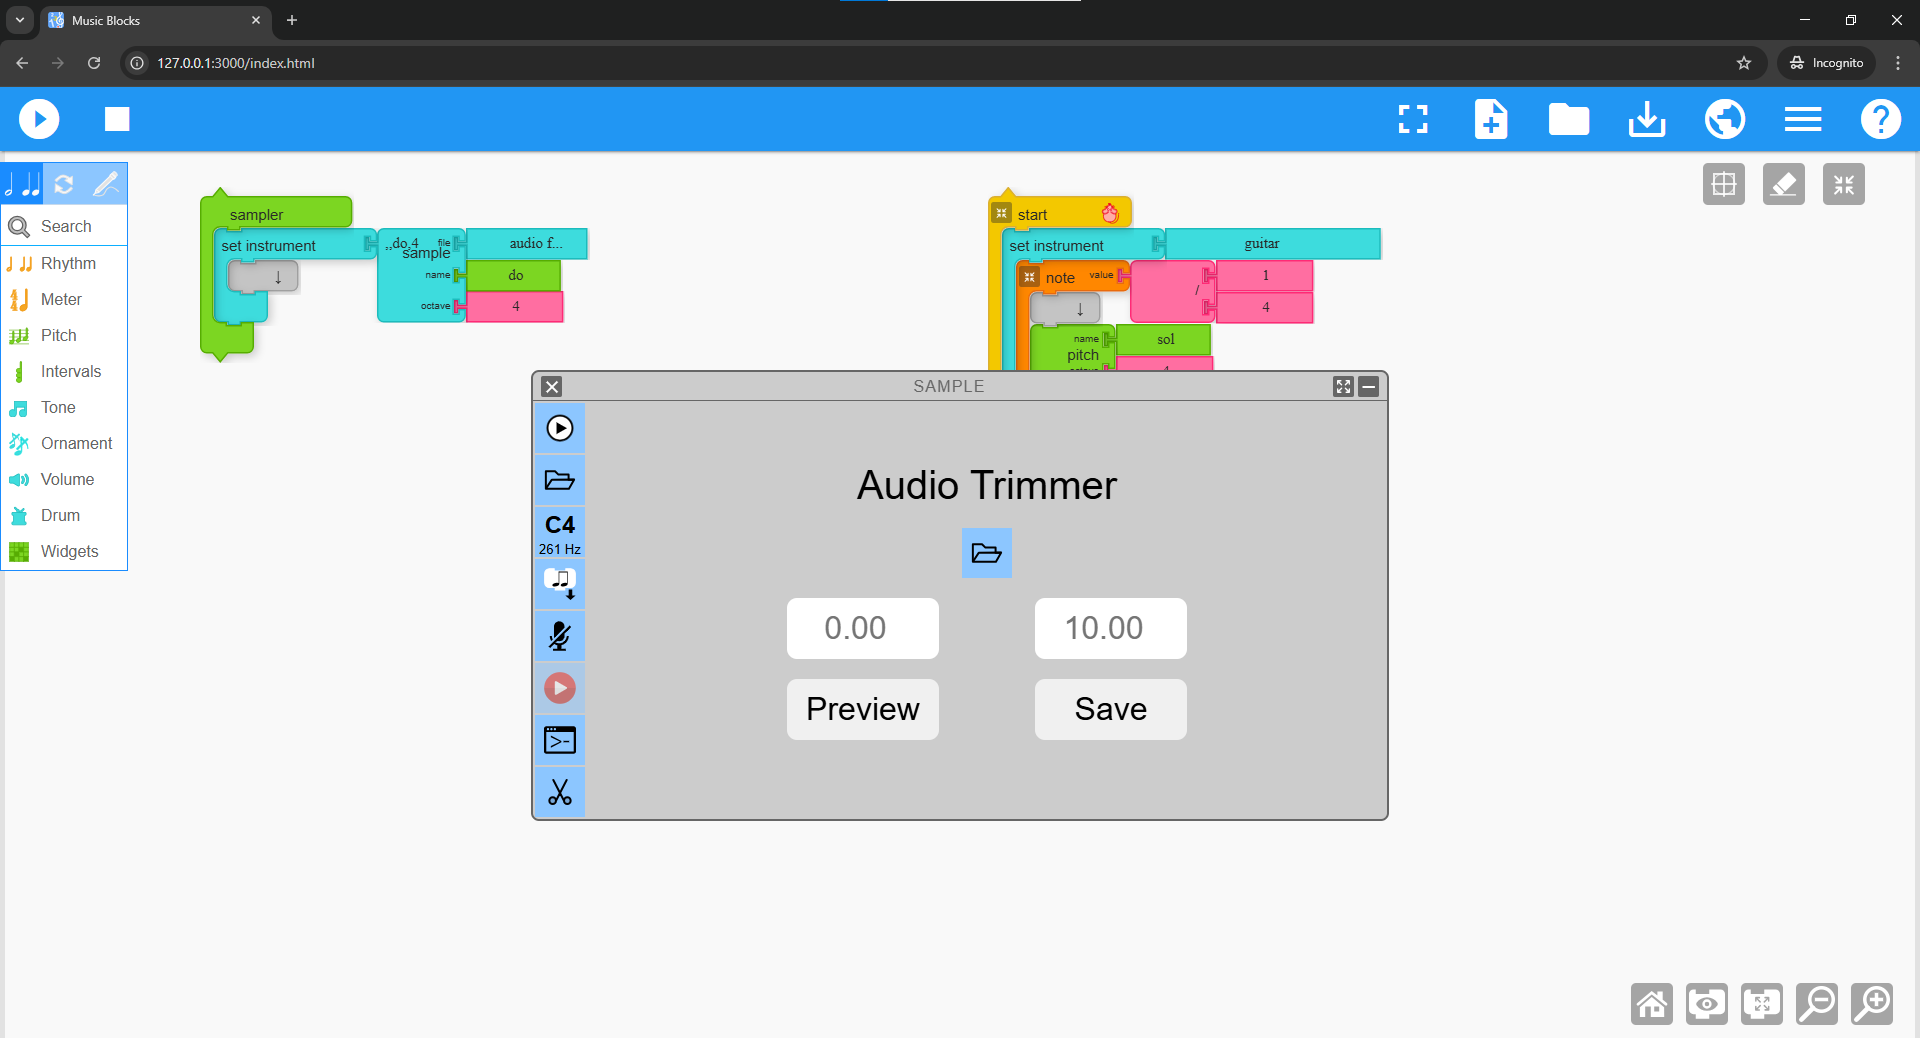 Music Blocks
127.0.0.1:3000/index.html
Incognito
Search
Rhythm
Meter
Pitch
Intervals
Tone
Ornament
Volume
Drum
Widgets
sampler
set instrument
,,do,4
file
sample
audio f...
name
do
octave
4
start
set instrument
guitar
note
value
/
1
4
name
sol
pitch
SAMPLE
C4
261 Hz
Audio Trimmer
0.00
10.00
Preview
Save